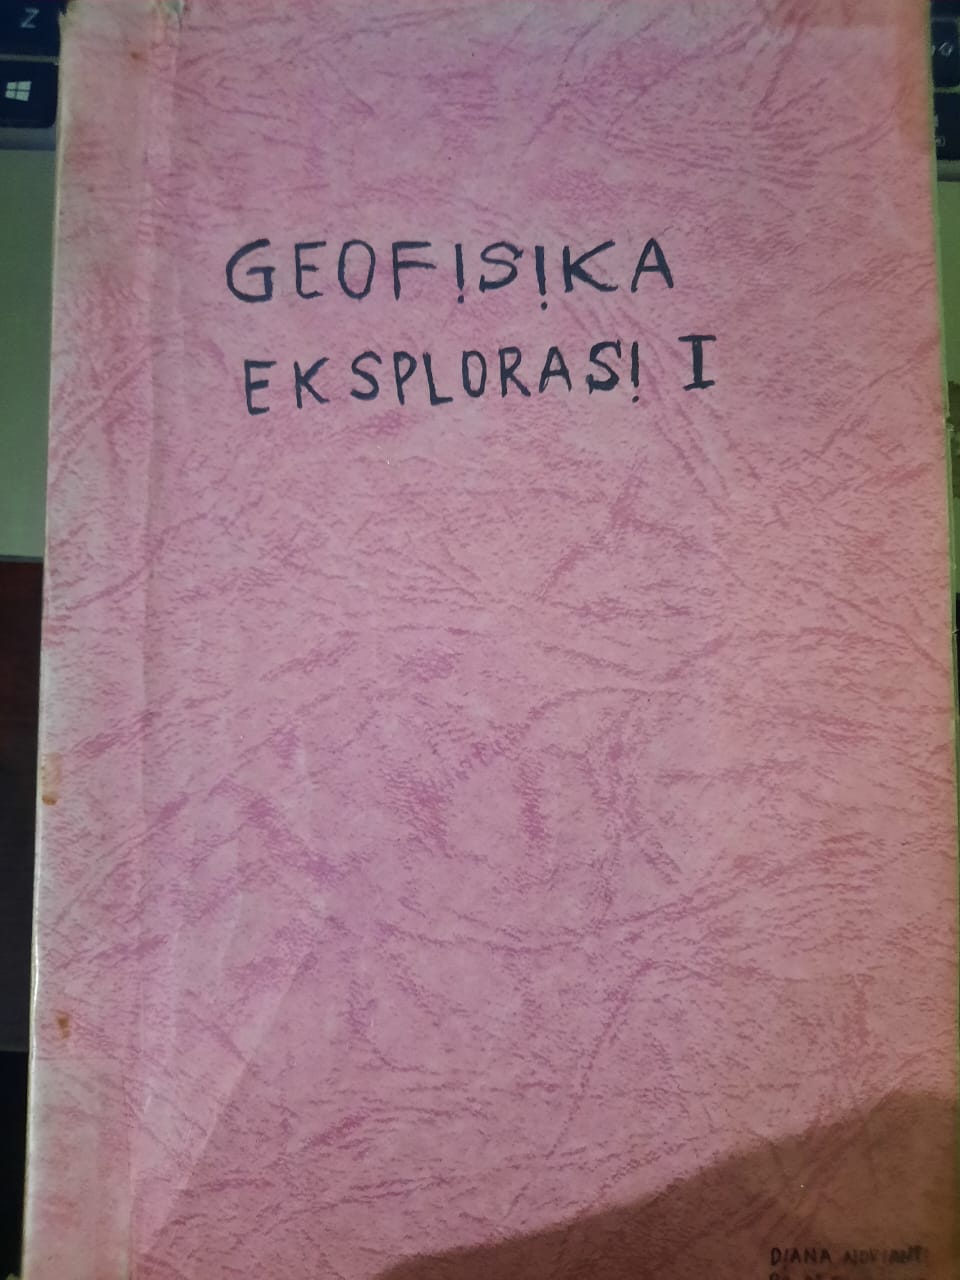 GEOFISIKA
EKSPLORASI I
DIANA
Z